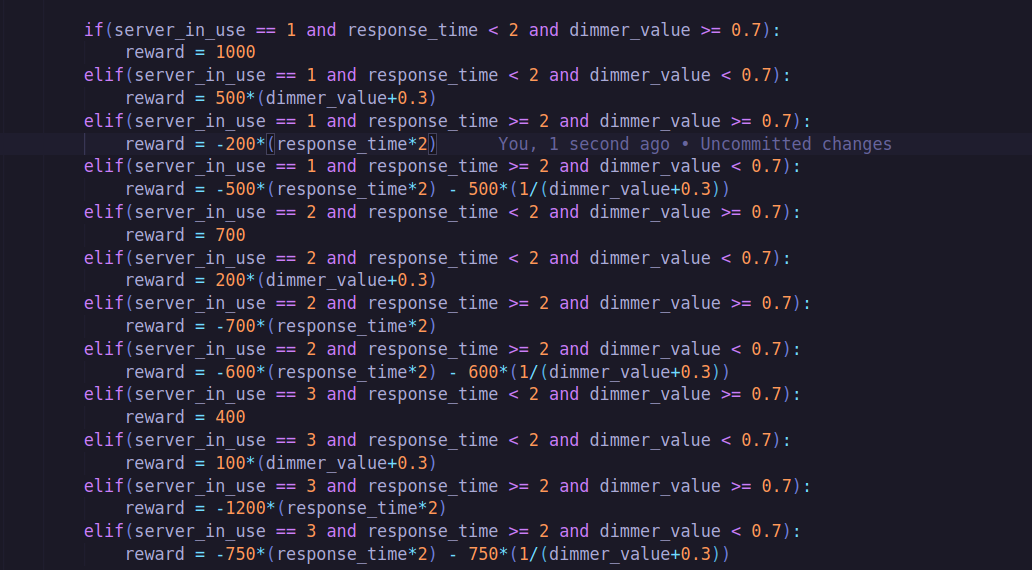 if(server_in_use == 1 and response_time < 2 and dimmer_value >= 0.7):
    reward = 1000
elif(server_in_use == 1 and response_time < 2 and dimmer_value < 0.7):
    reward = 500*(dimmer_value+0.3)
elif(server_in_use == 1 and response_time >= 2 and dimmer_value >= 0.7):
    reward = -200*(response_time*2)      You, 1 second ago • Uncommitted changes
elif(server_in_use == 1 and response_time >= 2 and dimmer_value < 0.7):
    reward = -500*(response_time*2) - 500*(1/(dimmer_value+0.3))
elif(server_in_use == 2 and response_time < 2 and dimmer_value >= 0.7):
    reward = 700
elif(server_in_use == 2 and response_time < 2 and dimmer_value < 0.7):
    reward = 200*(dimmer_value+0.3)
elif(server_in_use == 2 and response_time >= 2 and dimmer_value >= 0.7):
    reward = -700*(response_time*2)
elif(server_in_use == 2 and response_time >= 2 and dimmer_value < 0.7):
    reward = -600*(response_time*2) - 600*(1/(dimmer_value+0.3))
elif(server_in_use == 3 and response_time < 2 and dimmer_value >= 0.7):
    reward = 400
elif(server_in_use == 3 and response_time < 2 and dimmer_value < 0.7):
    reward = 100*(dimmer_value+0.3)
elif(server_in_use == 3 and response_time >= 2 and dimmer_value >= 0.7):
    reward = -1200*(response_time*2)
elif(server_in_use == 3 and response_time >= 2 and dimmer_value < 0.7):
    reward = -750*(response_time*2) - 750*(1/(dimmer_value+0.3))